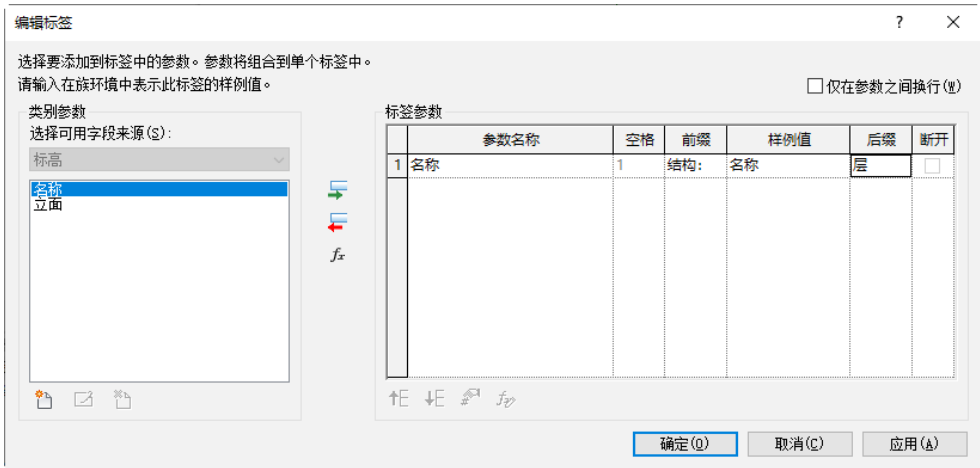 编辑标签
?
选择要添加到标签中的参数。参数将组合到单个标签中。
请输入在族环境中表示此标签的样例值。
仅在参数之间换行(W)
类别参数
选择可用字段来源(S):
标高
名称
立面
fx
标签参数
参数名称 空格 前缀 样例值 后缀 断开
1 名称 1 结构: 名称 层
确定(O) 取消(C) 应用(A)